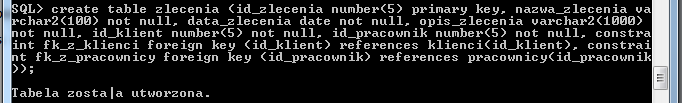 SQL> create table zlecenia (id_zlecenia number(5) primary key, nazwa_zlecenia va
rchar2(100) not null, data_zlecenia date not null, opis_zlecenia varchar2(1000)
not null, id_klient number(5) not null, id_pracownik number(5) not null, constra
int fk_z_klienci foreign key (id_klient) references klienci(id_klient), constrai
nt fk_z_pracownicy foreign key (id_pracownik) references pracownicy(id_pracownik
));
Tabela zosta|a utworzona.